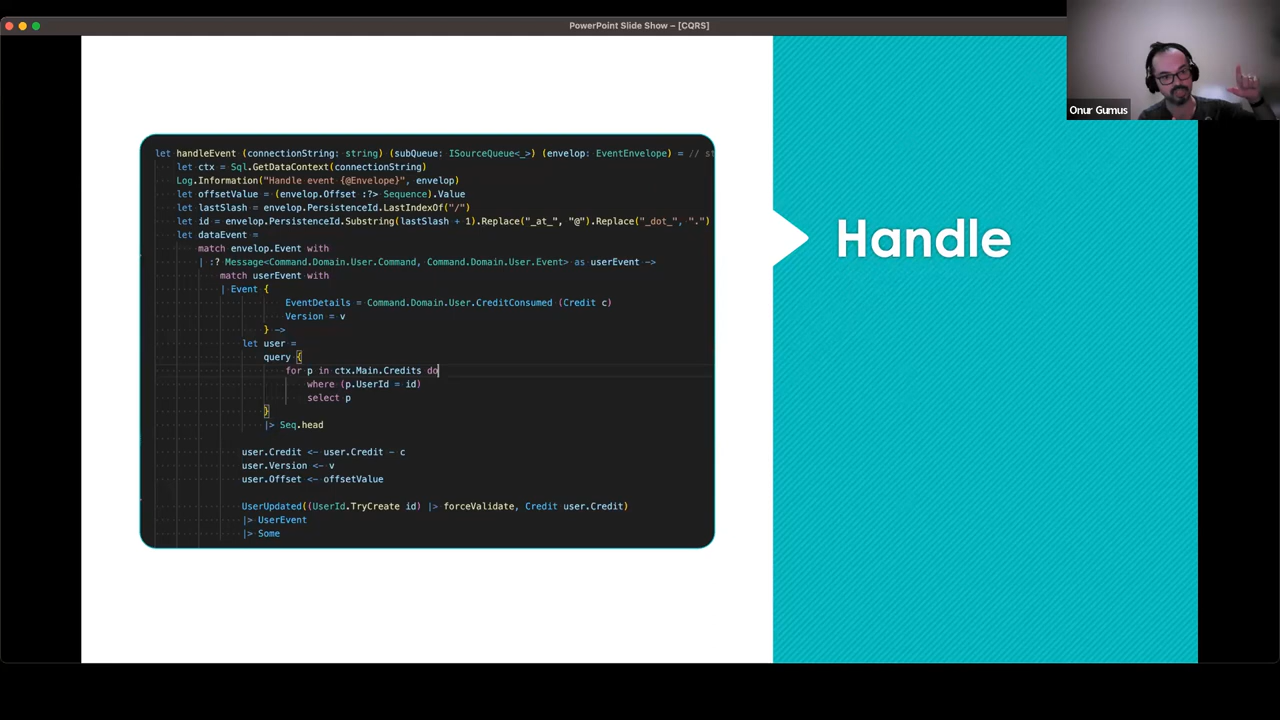 PowerPoint Slide Show – [CQRS]
Onur Gumus
let handleEvent (connectionString: string) (subQueue: ISourceQueue<_>) (envelop: EventEnvelope) = // st
let ctx = Sql.GetDataContext(connectionString)
Log.Information("Handle event {@Envelope}", envelop)
let offsetValue = (envelop.Offset :?> Sequence).Value
let lastSlash = envelop.PersistenceId.LastIndexOf("/")
let id = envelop.PersistenceId.Substring(lastSlash + 1).Replace("_at_", "@").Replace("_dot_", ".")
let dataEvent =
match envelop.Event with
| :? Message<Command.Domain.User.Command, Command.Domain.User.Event> as userEvent ->
match userEvent with
| Event {
EventDetails = Command.Domain.User.CreditConsumed (Credit c)
Version = v
} ->
let user =
query {
for p in ctx.Main.Credits do
where (p.UserId = id)
select p
}
|> Seq.head
user.Credit <- user.Credit - c
user.Version <- v
user.Offset <- offsetValue
UserUpdated((UserId.TryCreate id) |> forceValidate, Credit user.Credit)
|> UserEvent
|> Some
Handle